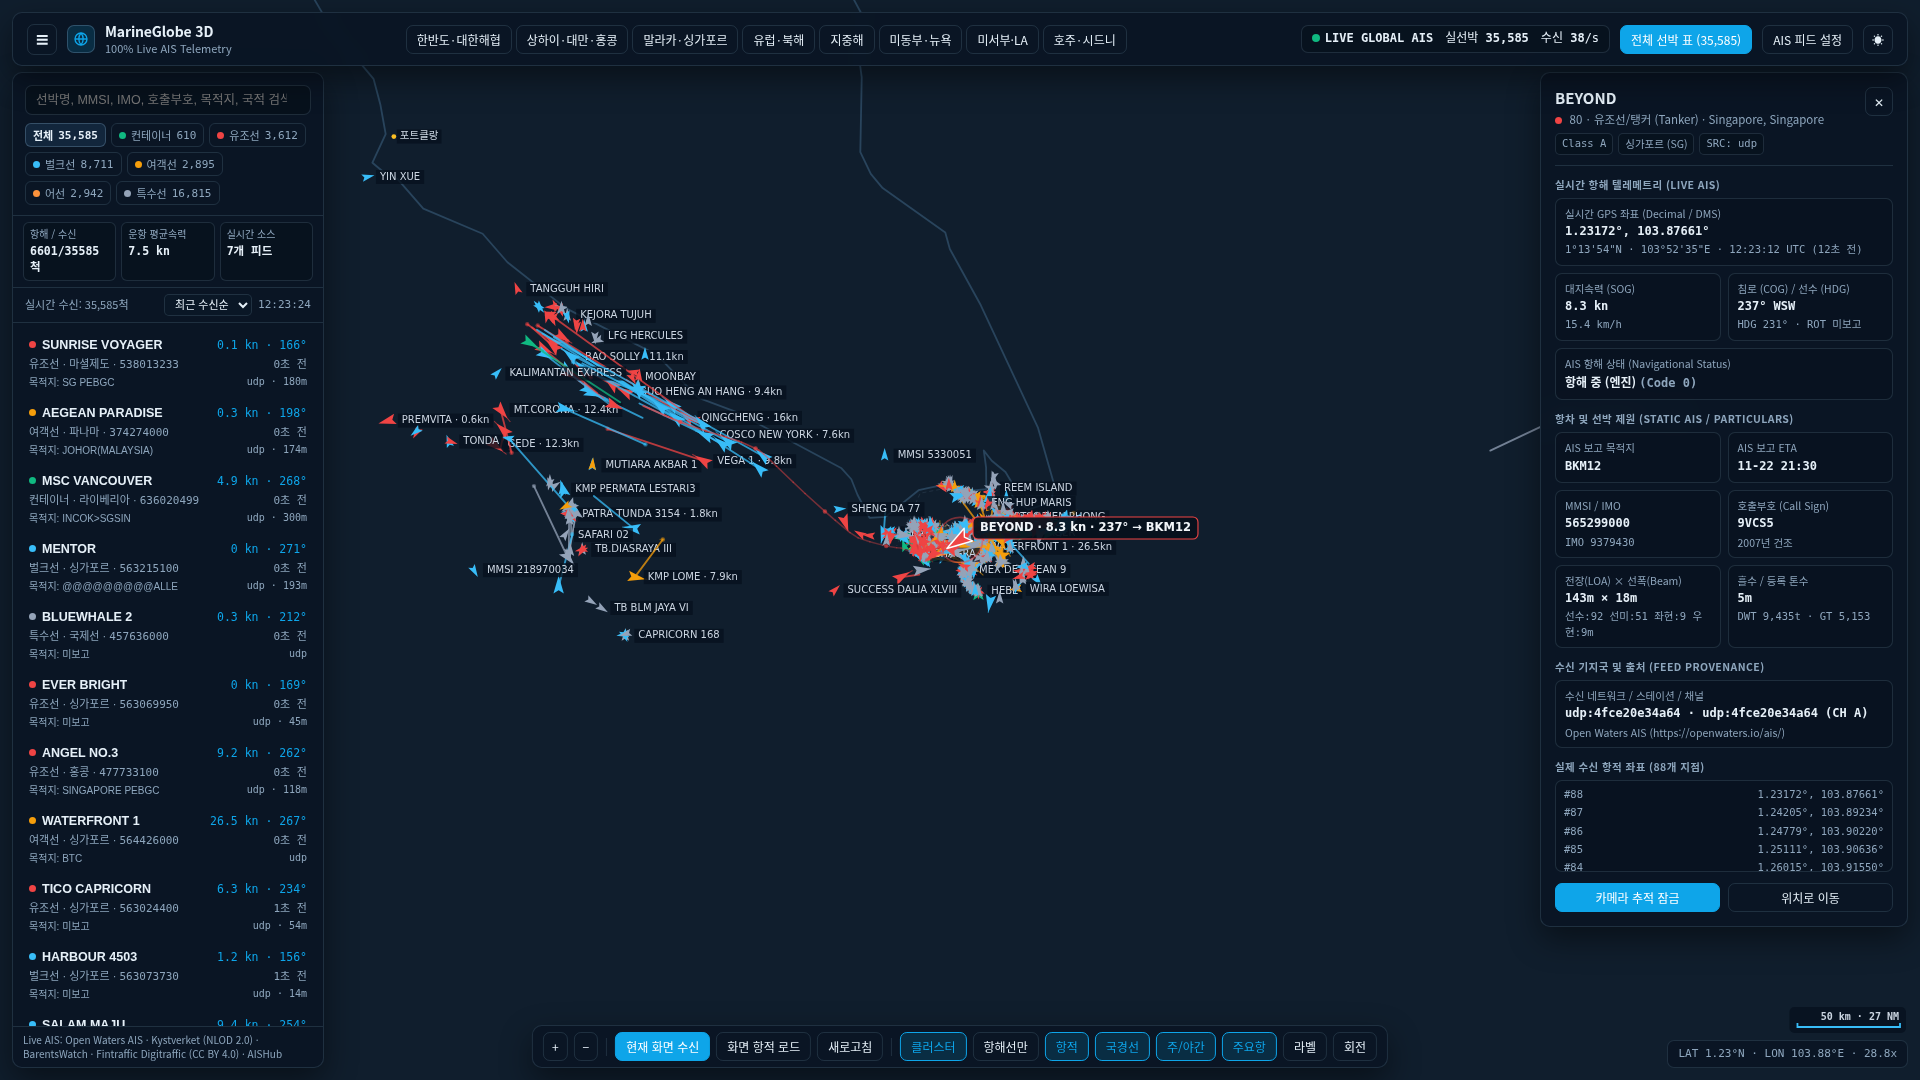 MarineGlobe 3D
100% Live AIS Telemetry
한반도·대한해협
상하이·대만·홍콩
말라카·싱가포르
유럽·북해
지중해
미동부·뉴욕
미서부·LA
호주·시드니
LIVE GLOBAL AIS 실선박 35,585 수신 38/s
전체 선박 표 (35,585)
AIS 피드 설정
선박명, MMSI, IMO, 호출부호, 목적지, 국적 검색
전체 35,585
컨테이너 610
유조선 3,612
벌크선 8,711
여객선 2,895
어선 2,942
특수선 16,815
항해 / 수신
6601/35585
척
운항 평균속력
7.5 kn
실시간 소스
7개 피드
실시간 수신: 35,585척
최근 수신순
12:23:24
SUNRISE VOYAGER 0.1 kn · 166°
유조선 · 마셜제도 · 538013233 0초 전
목적지: SG PEBGC udp · 180m
AEGEAN PARADISE 0.3 kn · 198°
여객선 · 파나마 · 374274000 0초 전
목적지: JOHOR(MALAYSIA) udp · 174m
MSC VANCOUVER 4.9 kn · 268°
컨테이너 · 라이베리아 · 636020499 0초 전
목적지: INCOK>SGSIN udp · 300m
MENTOR 0 kn · 271°
벌크선 · 싱가포르 · 563215100 0초 전
목적지: @@@@@@@@@@ALLE udp · 193m
BLUEWHALE 2 0.3 kn · 212°
특수선 · 국제선 · 457636000 0초 전
목적지: 미보고 udp
EVER BRIGHT 0 kn · 169°
유조선 · 싱가포르 · 563069950 0초 전
목적지: 미보고 udp · 45m
ANGEL NO.3 9.2 kn · 262°
유조선 · 홍콩 · 477733100 0초 전
목적지: SINGAPORE PEBGC udp · 118m
WATERFRONT 1 26.5 kn · 267°
여객선 · 싱가포르 · 564426000 0초 전
목적지: BTC udp
TICO CAPRICORN 6.3 kn · 234°
유조선 · 싱가포르 · 563024400 1초 전
목적지: 미보고 udp · 54m
HARBOUR 4503 1.2 kn · 156°
벌크선 · 싱가포르 · 563073730 1초 전
목적지: 미보고 udp · 14m
SALAM MAJU 9.4 kn · 254°
Live AIS: Open Waters AIS · Kystverket (NLOD 2.0) ·
BarentsWatch · Fintraffic Digitraffic (CC BY 4.0) · AISHub
포트클랑
YIN XUE
TANGGUH HIRI
KEJORA TUJUH
LFG HERCULES
BAO SOLLY · 11.1kn
KALIMANTAN EXPRESS
MOONBAY
GUO HENG AN HANG · 9.4kn
MT.CORONA · 12.4kn
PREMVITA · 0.6kn
QINGCHENG · 16kn
COSCO NEW YORK · 7.6kn
TONDA
CEDE · 12.3kn
VEGA 1 · 9.8kn
MUTIARA AKBAR 1
MMSI 5330051
KMP PERMATA LESTARI3
REEM ISLAND
ENG HUP MARIS
PATRA TUNDA 3154 · 1.8kn
SHENG DA 77
BEYOND · 8.3 kn · 237° → BKM12
SAFARI 02
TB.DIASRAYA III
ERFRONT 1 · 26.5kn
MMSI 218970034
KMP LOME · 7.9kn
SUCCESS DALIA XLVIII
WIRA LOEWISA
TB BLM JAYA VI
CAPRICORN 168
+
−
현재 화면 수신
화면 항적 로드
새로고침
클러스터
항해선만
항적
국경선
주/야간
주요항
라벨
회전
BEYOND
80 · 유조선/탱커 (Tanker) · Singapore, Singapore
Class A
싱가포르 (SG)
SRC: udp
실시간 항해 텔레메트리 (LIVE AIS)
실시간 GPS 좌표 (Decimal / DMS)
1.23172°, 103.87661°
1°13'54"N · 103°52'35"E · 12:23:12 UTC (12초 전)
대지속력 (SOG)
8.3 kn
15.4 km/h
침로 (COG) / 선수 (HDG)
237° WSW
HDG 231° · ROT 미보고
AIS 항해 상태 (Navigational Status)
항해 중 (엔진) (Code 0)
항차 및 선박 제원 (STATIC AIS / PARTICULARS)
AIS 보고 목적지
BKM12
AIS 보고 ETA
11-22 21:30
MMSI / IMO
565299000
IMO 9379430
호출부호 (Call Sign)
9VCS5
2007년 건조
전장(LOA) × 선폭(Beam)
143m × 18m
선수:92 선미:51 좌현:9 우
현:9m
흘수 / 등록 톤수
5m
DWT 9,435t · GT 5,153
수신 기지국 및 출처 (FEED PROVENANCE)
수신 네트워크 / 스테이션 / 채널
udp:4fce20e34a64 · udp:4fce20e34a64 (CH A)
Open Waters AIS (https://openwaters.io/ais/)
실제 수신 항적 좌표 (88개 지점)
#88 1.23172°, 103.87661°
#87 1.24205°, 103.89234°
#86 1.24779°, 103.90220°
#85 1.25111°, 103.90636°
#84 1.26015°, 103.91550°
카메라 추적 잠금
위치로 이동
50 km · 27 NM
LAT 1.23°N · LON 103.88°E · 28.8x